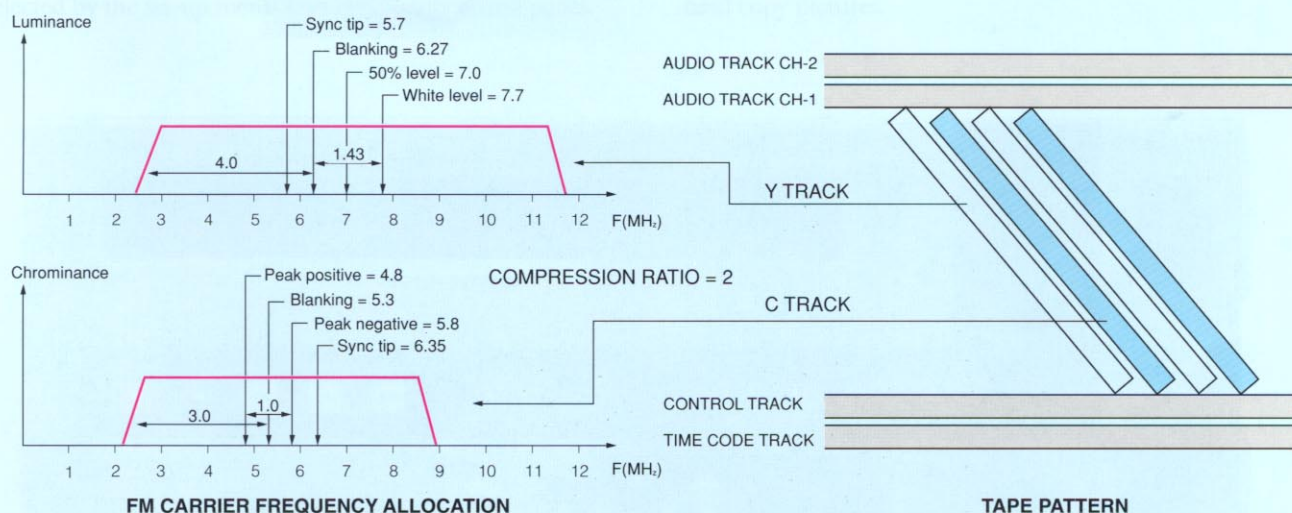 Luminance
Sync tip = 5.7
Blanking = 6.27
50% level = 7.0
White level = 7.7
4.0
1.43
1 2 3 4 5 6 7 8 9 10 11 12 F(MHz)
Chrominance
Peak positive = 4.8
Blanking = 5.3
Peak negative = 5.8
Sync tip = 6.35
3.0
1.0
1 2 3 4 5 6 7 8 9 10 11 12 F(MHz)
FM CARRIER FREQUENCY ALLOCATION
COMPRESSION RATIO = 2
AUDIO TRACK CH-2
AUDIO TRACK CH-1
Y TRACK
C TRACK
CONTROL TRACK
TIME CODE TRACK
TAPE PATTERN